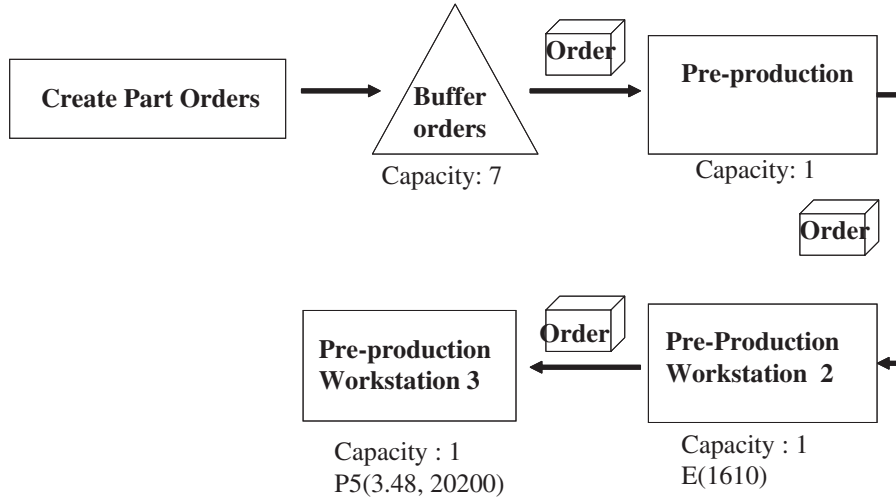 Create Part Orders
Buffer
orders
Capacity: 7
Order
Pre-production
Capacity: 1
Order
Pre-Production
Workstation 2
Capacity : 1
E(1610)
Order
Pre-production
Workstation 3
Capacity : 1
P5(3.48, 20200)